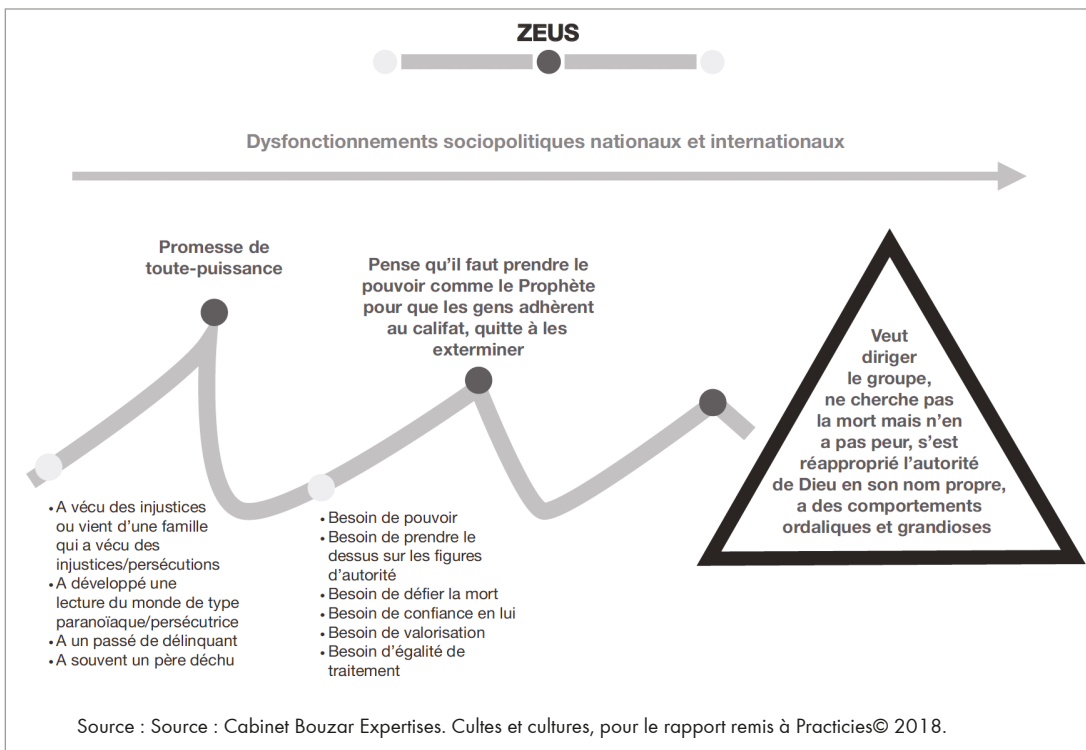 ZEUS
Dysfonctionnements sociopolitiques nationaux et internationaux
Promesse de
toute-puissance
Pense qu'il faut prendre le
pouvoir comme le Prophète
pour que les gens adhèrent
au califat, quitte à les
exterminer
Veut
diriger
le groupe,
ne cherche pas
la mort mais n'en
a pas peur, s'est
réapproprié l'autorité
de Dieu en son nom propre,
a des comportements
ordaliques et grandioses
• A vécu des injustices
ou vient d'une famille
qui a vécu des
injustices/persécutions
• A développé une
lecture du monde de type
paranoïaque/persécutrice
• A un passé de délinquant
• A souvent un père déchu
• Besoin de pouvoir
• Besoin de prendre le
dessus sur les figures
d'autorité
• Besoin de défier la mort
• Besoin de confiance en lui
• Besoin de valorisation
• Besoin d'égalité de
traitement
Source : Source : Cabinet Bouzar Expertises. Cultes et cultures, pour le rapport remis à Practicies© 2018.